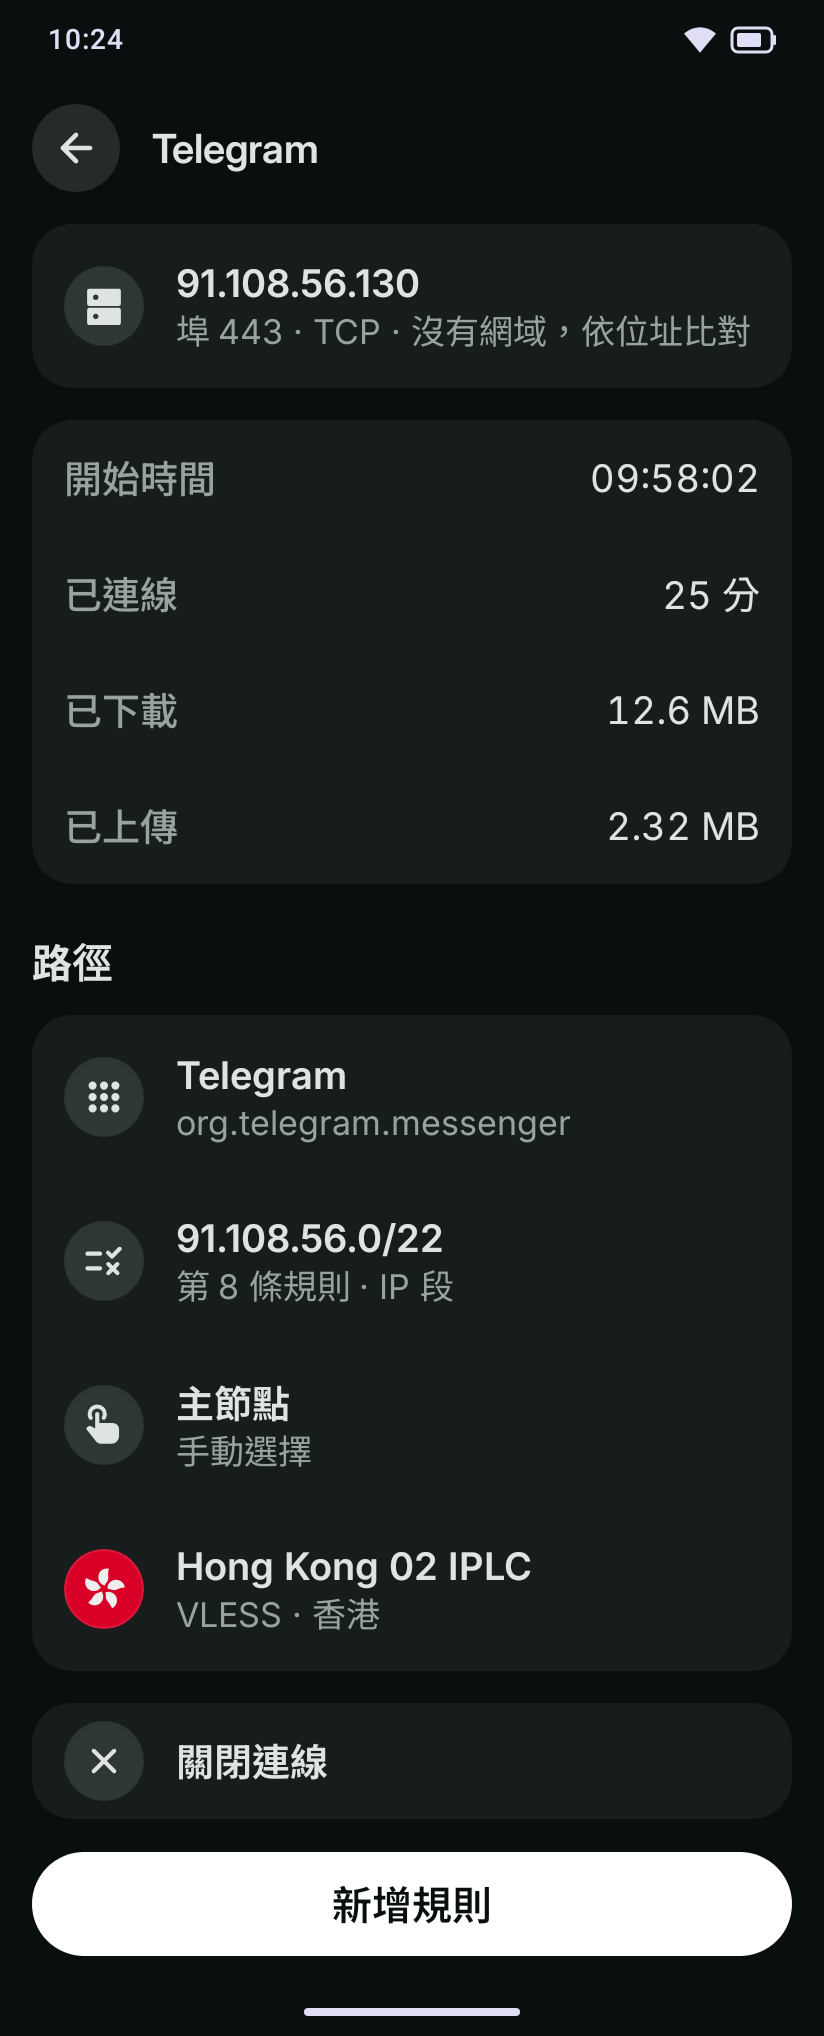 10:24
Telegram
91.108.56.130
埠 443 · TCP · 沒有網域，依位址比對
開始時間
09:58:02
已連線
25 分
已下載
12.6 MB
已上傳
2.32 MB
路徑
Telegram
org.telegram.messenger
91.108.56.0/22
第 8 條規則 · IP 段
主節點
手動選擇
Hong Kong 02 IPLC
VLESS · 香港
關閉連線
新增規則